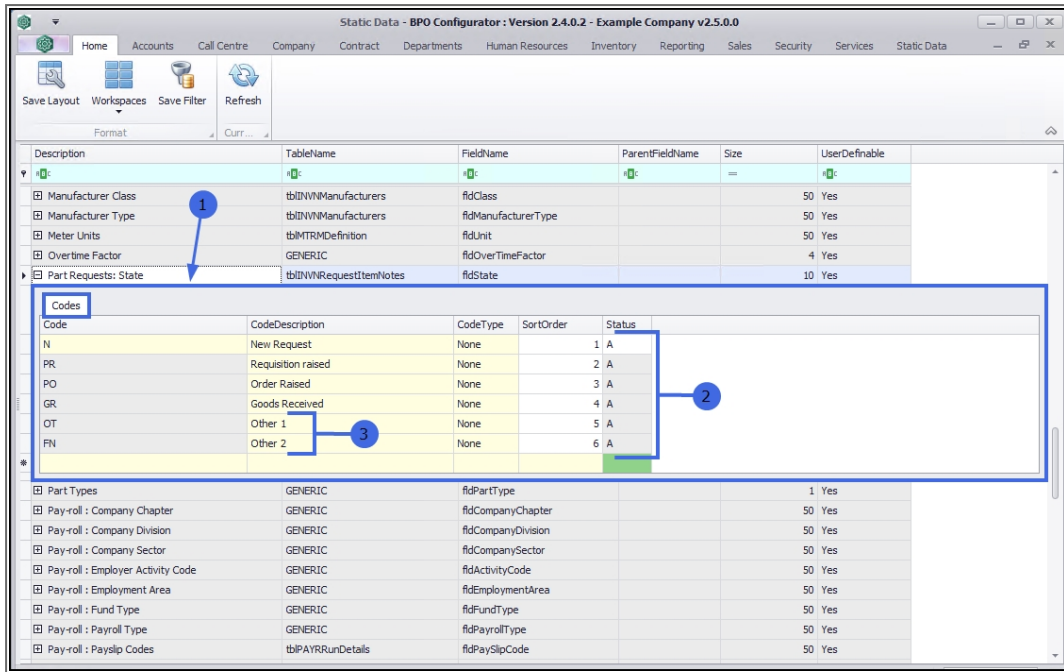 Static Data - BPO Configurator : Version 2.4.0.2 - Example Company v2.5.0.0
Home Accounts Call Centre Company Contract Departments Human Resources Inventory Reporting Sales Security Services Static Data
Save Layout Workspaces Save Filter Refresh
Format Curr...
Description TableName FieldName ParentFieldName Size UserDefinable
ABC ABC ABC ABC = ABC
Manufacturer Class tblINVNManufacturers fldClass 50 Yes
1
Manufacturer Type tblINVNManufacturers fldManufacturerType 50 Yes
Meter Units tblMTRMDefinition fldUnit 50 Yes
Overtime Factor GENERIC fldOverTimeFactor 4 Yes
Part Requests: State tblINVNRequestItemNotes fldState 10 Yes
Codes
Code CodeDescription CodeType SortOrder Status
N New Request None 1 A
PR Requisition raised None 2 A
PO Order Raised None 3 A
2
GR Goods Received None 4 A
OT Other 1 None 5 A
3
FN Other 2 None 6 A
Part Types GENERIC fldPartType 1 Yes
Pay-roll : Company Chapter GENERIC fldCompanyChapter 50 Yes
Pay-roll : Company Division GENERIC fldCompanyDivision 50 Yes
Pay-roll : Company Sector GENERIC fldCompanySector 50 Yes
Pay-roll : Employer Activity Code GENERIC fldActivityCode 50 Yes
Pay-roll : Employment Area GENERIC fldEmploymentArea 50 Yes
Pay-roll : Fund Type GENERIC fldFundType 50 Yes
Pay-roll : Payroll Type GENERIC fldPayrollType 50 Yes
Pay-roll : Payslip Codes tblPAYRRunDetails fldPaySlipCode 50 Yes